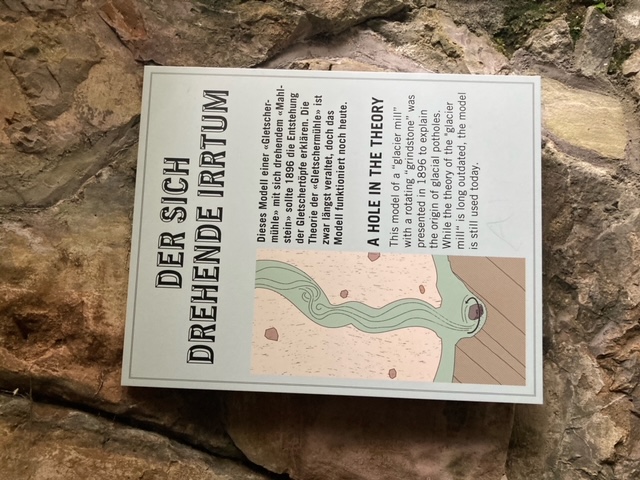 DER SICH
DREHENDE IRRTUM
Dieses Modell einer «Gletscher-
mühle» mit sich drehendem «Mahl-
stein» sollte 1896 die Entstehung
der Gletschertöpfe erklären. Die
Theorie der «Gletschermühle» ist
zwar längst veraltet, doch das
Modell funktioniert noch heute.
A HOLE IN THE THEORY
This model of a "glacier mill"
with a rotating "grindstone" was
presented in 1896 to explain
the origin of glacial potholes.
While the theory of the "glacier
mill" is long outdated, the model
is still used today.